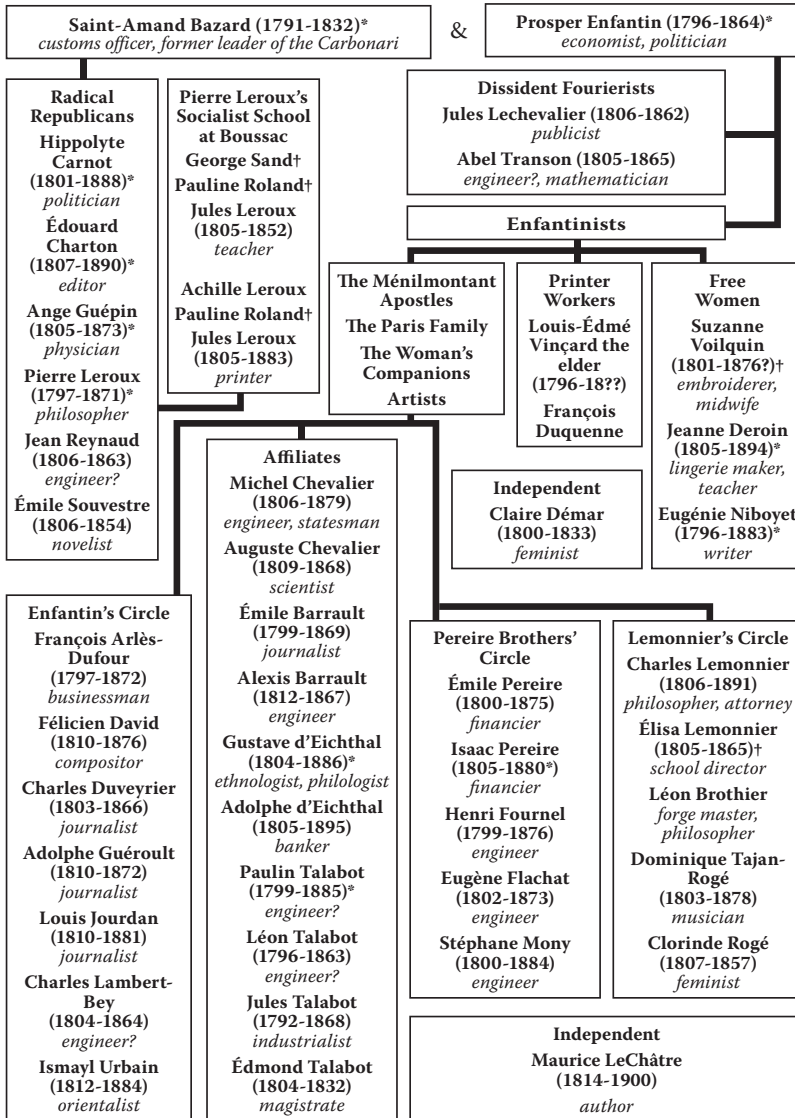 Saint-Amand Bazard (1791-1832)*
customs officer, former leader of the Carbonari
&
Prosper Enfantin (1796-1864)*
economist, politician
Radical
Republicans
Hippolyte
Carnot
(1801-1888)*
politician
Édouard
Charton
(1807-1890)*
editor
Ange Guépin
(1805-1873)*
physician
Pierre Leroux
(1797-1871)*
philosopher
Jean Reynaud
(1806-1863)
engineer?
Émile Souvestre
(1806-1854)
novelist
Pierre Leroux's
Socialist School
at Boussac
George Sand†
Pauline Roland†
Jules Leroux
(1805-1852)
teacher
Achille Leroux
Pauline Roland†
Jules Leroux
(1805-1883)
printer
Dissident Fourierists
Jules Lechevalier (1806-1862)
publicist
Abel Transon (1805-1865)
engineer?, mathematician
Enfantinists
The Ménilmontant
Apostles
The Paris Family
The Woman's
Companions
Artists
Printer
Workers
Louis-Édmé
Vinçard the
elder
(1796-18??)
François
Duquenne
Free
Women
Suzanne
Voilquin
(1801-1876?)†
embroiderer,
midwife
Jeanne Deroin
(1805-1894)*
lingerie maker,
teacher
Eugénie Niboyet
(1796-1883)*
writer
Independent
Claire Démar
(1800-1833)
feminist
Enfantin's Circle
François Arlès-
Dufour
(1797-1872)
businessman
Félicien David
(1810-1876)
compositor
Charles Duveyrier
(1803-1866)
journalist
Adolphe Guéroult
(1810-1872)
journalist
Louis Jourdan
(1810-1881)
journalist
Charles Lambert-
Bey
(1804-1864)
engineer?
Ismayl Urbain
(1812-1884)
orientalist
Affiliates
Michel Chevalier
(1806-1879)
engineer, statesman
Auguste Chevalier
(1809-1868)
scientist
Émile Barrault
(1799-1869)
journalist
Alexis Barrault
(1812-1867)
engineer
Gustave d'Eichthal
(1804-1886)*
ethnologist, philologist
Adolphe d'Eichthal
(1805-1895)
banker
Paulin Talabot
(1799-1885)*
engineer?
Léon Talabot
(1796-1863)
engineer?
Jules Talabot
(1792-1868)
industrialist
Édmond Talabot
(1804-1832)
magistrate
Pereire Brothers'
Circle
Émile Pereire
(1800-1875)
financier
Isaac Pereire
(1805-1880*)
financier
Henri Fournel
(1799-1876)
engineer
Eugène Flachat
(1802-1873)
engineer
Stéphane Mony
(1800-1884)
engineer
Lemonnier's Circle
Charles Lemonnier
(1806-1891)
philosopher, attorney
Élisa Lemonnier
(1805-1865)†
school director
Léon Brothier
forge master,
philosopher
Dominique Tajan-
Rogé
(1803-1878)
musician
Clorinde Rogé
(1807-1857)
feminist
Independent
Maurice LeChâtre
(1814-1900)
author